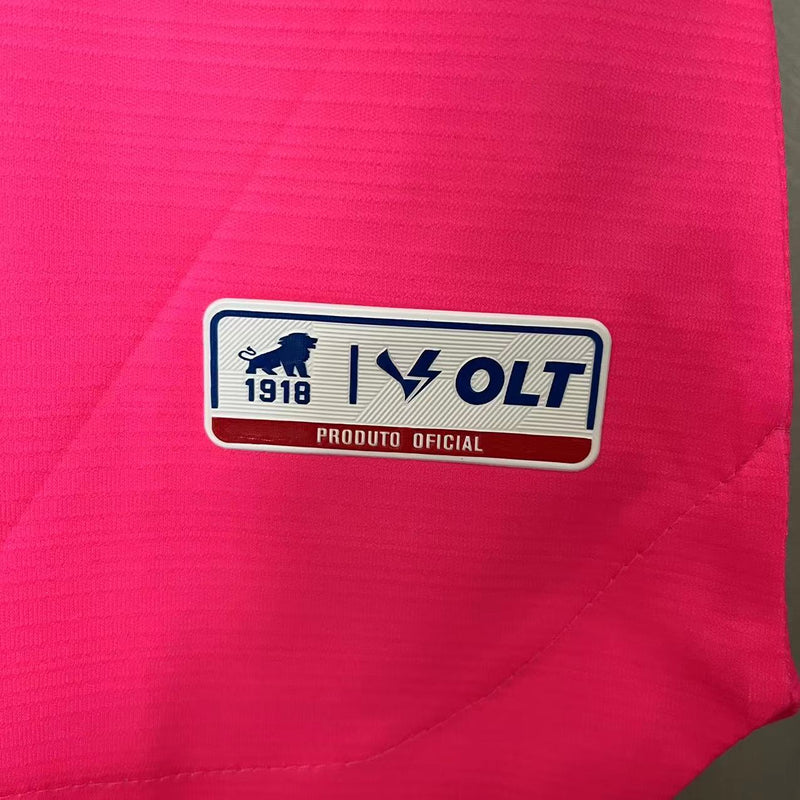 1918 | VOLT
PRODUTO OFICIAL